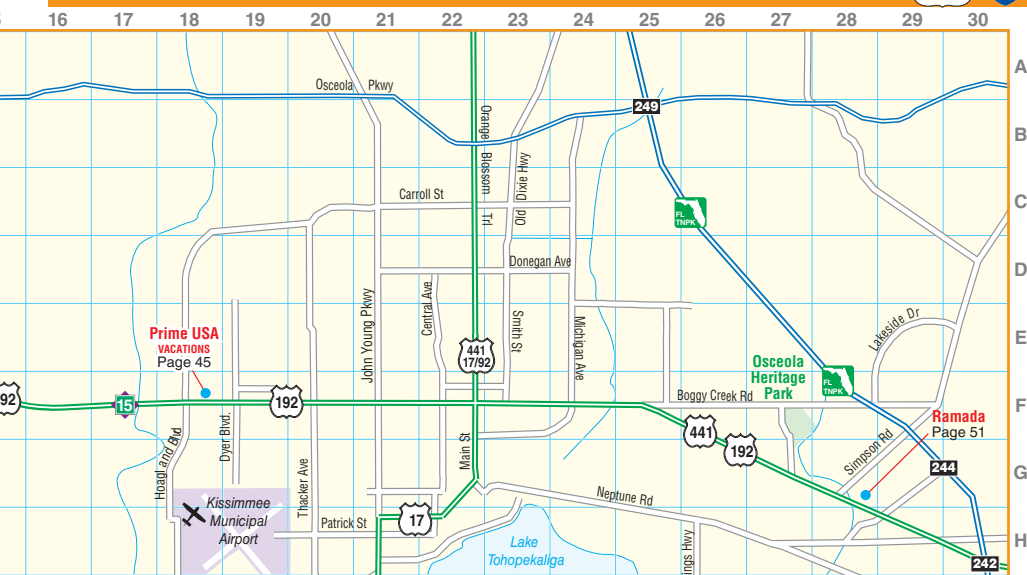 16 17 18 19 20 21 22 23 24 25 26 27 28 29 30
A
B
C
D
E
F
G
H
Osceola Pkwy
249
Orange Blossom Trl
Old Dixie Hwy
Carroll St
FL
TNPK
Donegan Ave
John Young Pkwy
Central Ave
Smith St
Michigan Ave
Lakeside Dr
Prime USA
VACATIONS
Page 45
441
17/92
Osceola
Heritage
Park
FL
TNPK
92
15
192
Boggy Creek Rd
Ramada
Page 51
441
192
Hoagland Blvd
Dyer Blvd.
Main St
Simpson Rd
244
Thacker Ave
Kissimmee
Municipal
Airport
Neptune Rd
Patrick St
17
Lake
Tohopekaliga
ings Hwy
242